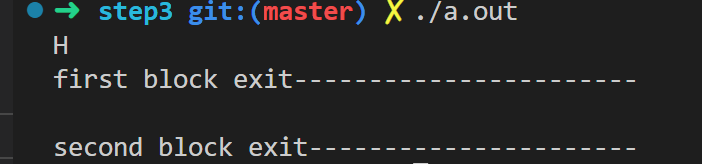 ➜ step3 git:(master) ✗ ./a.out
H
first block exit-----------------------
second block exit----------------------